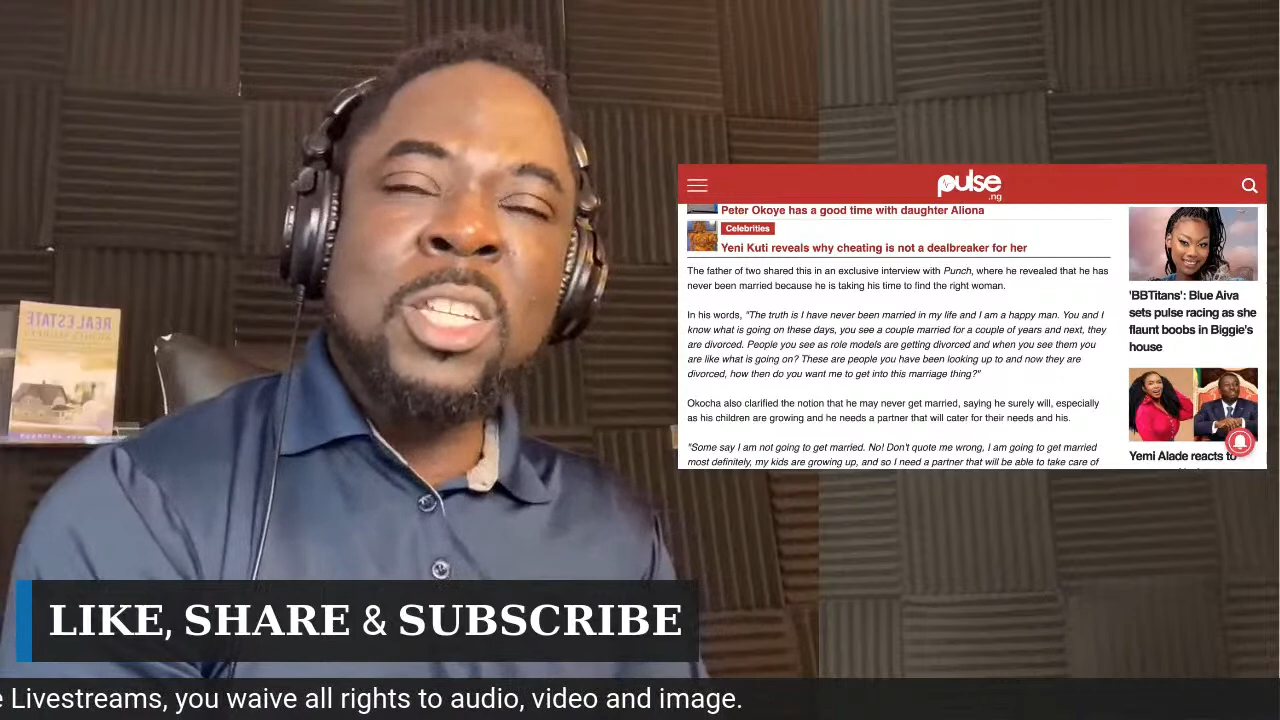 REAL ESTATE
pulse
.ng
Peter Okoye has a good time with daughter Aliona
Celebrities
Yeni Kuti reveals why cheating is not a dealbreaker for her
The father of two shared this in an exclusive interview with Punch, where he revealed that he has
never been married because he is taking his time to find the right woman.
In his words, "The truth is I have never been married in my life and I am a happy man. You and I
know what is going on these days, you see a couple married for a couple of years and next, they
are divorced. People you see as role models are getting divorced and when you see them you
are like what is going on? These are people you have been looking up to and now they are
divorced, how then do you want me to get into this marriage thing?"
Okocha also clarified the notion that he may never get married, saying he surely will, especially
as his children are growing and he needs a partner that will cater for their needs and his.
"Some say I am not going to get married. No! Don't quote me wrong, I am going to get married
most definitely, my kids are growing up, and so I need a partner that will be able to take care of
'BBTitans': Blue Aiva
sets pulse racing as she
flaunt boobs in Biggie's
house
Yemi Alade reacts to
LIKE, SHARE & SUBSCRIBE
e Livestreams, you waive all rights to audio, video and image.